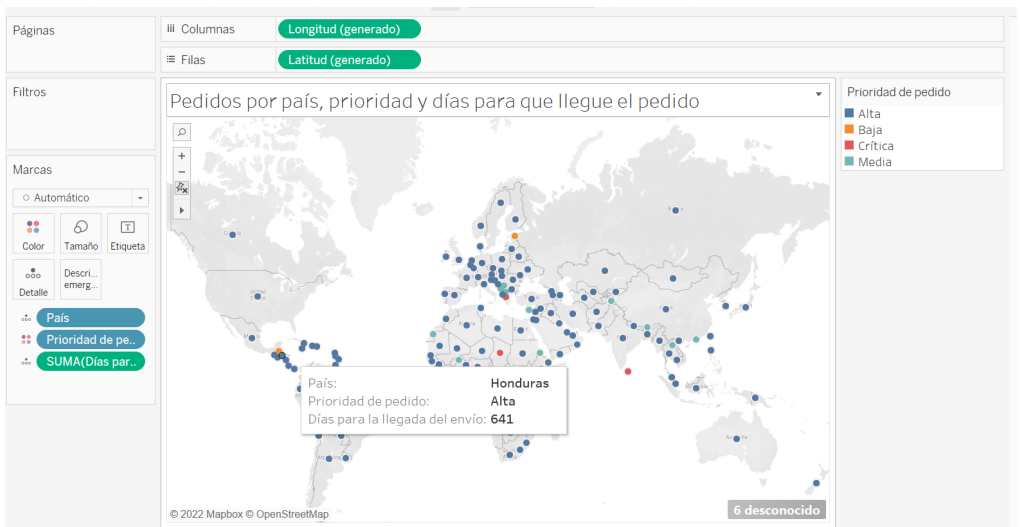 Páginas
Columnas
Longitud (generado)
Filas
Latitud (generado)
Filtros
Marcas
Automático
Color
Tamaño
Etiqueta
Detalle
Descri...
emerg...
País
Prioridad de pe..
SUMA(Días par..
Pedidos por país, prioridad y días para que llegue el pedido
País: Honduras
Prioridad de pedido: Alta
Días para la llegada del envío: 641
© 2022 Mapbox © OpenStreetMap
6 desconocido
Prioridad de pedido
Alta
Baja
Crítica
Media